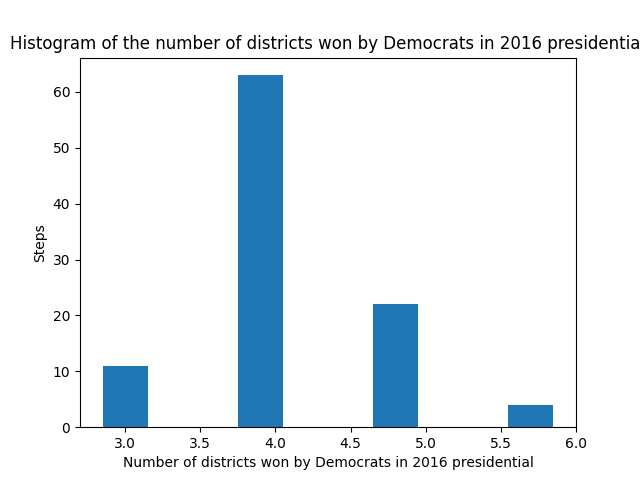 Histogram of the number of districts won by Democrats in 2016 presidentia
60
50
40
30
20
10
0
Steps
3.0 3.5 4.0 4.5 5.0 5.5 6.0
Number of districts won by Democrats in 2016 presidential